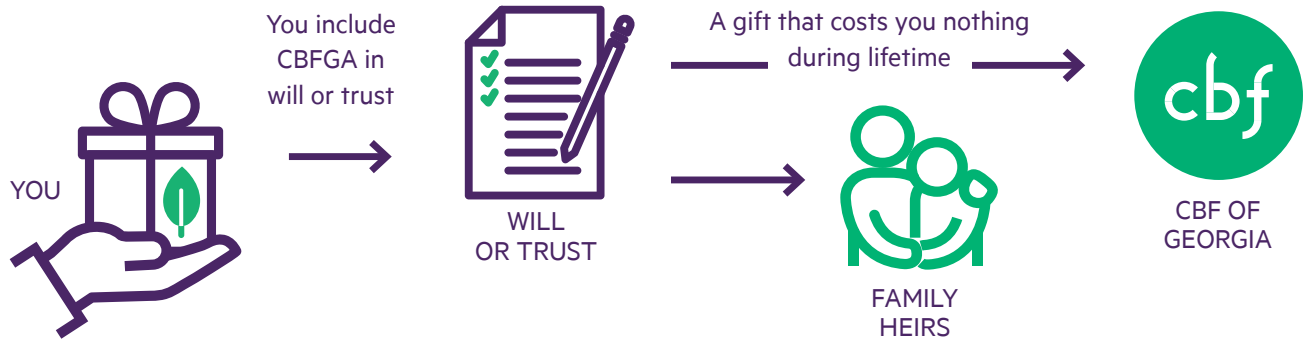 YOU
You include
CBFGA in
will or trust
WILL
OR TRUST
A gift that costs you nothing
during lifetime
FAMILY
HEIRS
cbf
CBF OF
GEORGIA